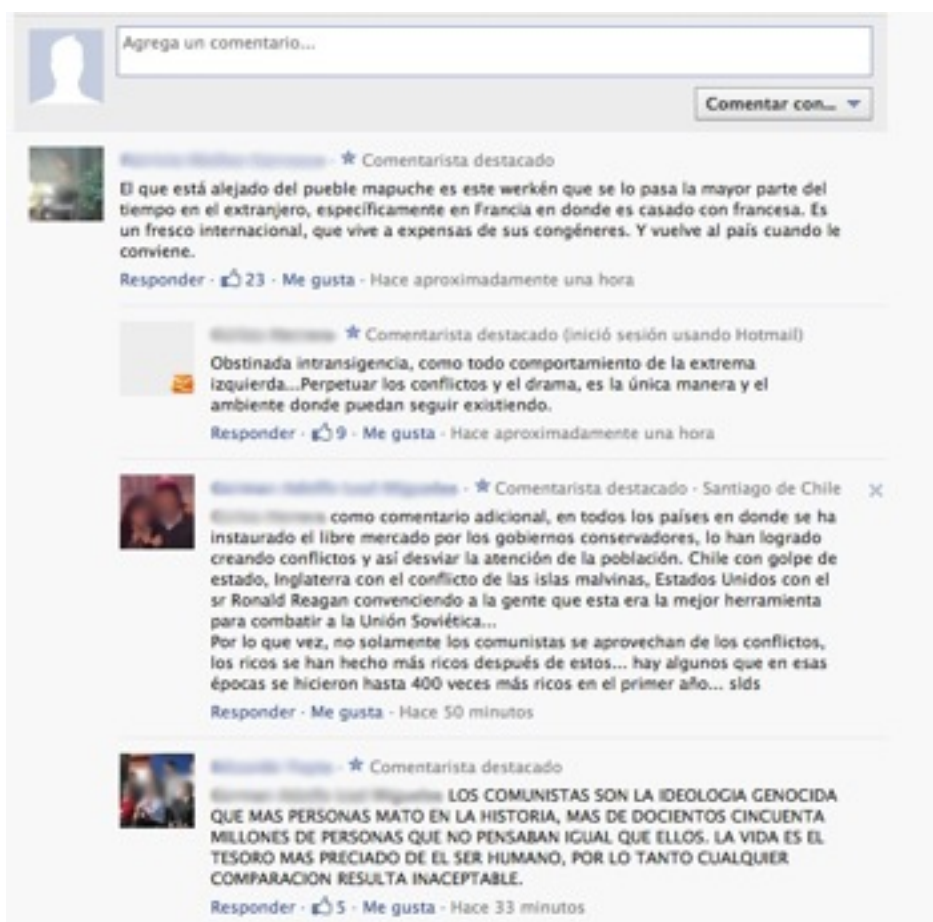 Agrega un comentario...
Comentar con...
Comentarista destacado
El que está alejado del pueble mapuche es este werkén que se lo pasa la mayor parte del
tiempo en el extranjero, específicamente en Francia en donde es casado con francesa. Es
un fresco internacional, que vive a expensas de sus congéneres. Y vuelve al país cuando le
conviene.
Responder · 23 · Me gusta · Hace aproximadamente una hora
Comentarista destacado (inició sesión usando Hotmail)
Obstinada intransigencia, como todo comportamiento de la extrema
izquierda...Perpetuar los conflictos y el drama, es la única manera y el
ambiente donde puedan seguir existiendo.
Responder · 9 · Me gusta · Hace aproximadamente una hora
· Comentarista destacado · Santiago de Chile
como comentario adicional, en todos los países en donde se ha
instaurado el libre mercado por los gobiernos conservadores, lo han logrado
creando conflictos y así desviar la atención de la población. Chile con golpe de
estado, Inglaterra con el conflicto de las islas malvinas, Estados Unidos con el
sr Ronald Reagan convenciendo a la gente que esta era la mejor herramienta
para combatir a la Unión Soviética...
Por lo que vez, no solamente los comunistas se aprovechan de los conflictos,
los ricos se han hecho más ricos después de estos... hay algunos que en esas
épocas se hicieron hasta 400 veces más ricos en el primer año... slds
Responder · Me gusta · Hace 50 minutos
· Comentarista destacado
LOS COMUNISTAS SON LA IDEOLOGIA GENOCIDA
QUE MAS PERSONAS MATO EN LA HISTORIA, MAS DE DOCIENTOS CINCUENTA
MILLONES DE PERSONAS QUE NO PENSABAN IGUAL QUE ELLOS. LA VIDA ES EL
TESORO MAS PRECIADO DE EL SER HUMANO, POR LO TANTO CUALQUIER
COMPARACION RESULTA INACEPTABLE.
Responder · 5 · Me gusta · Hace 33 minutos